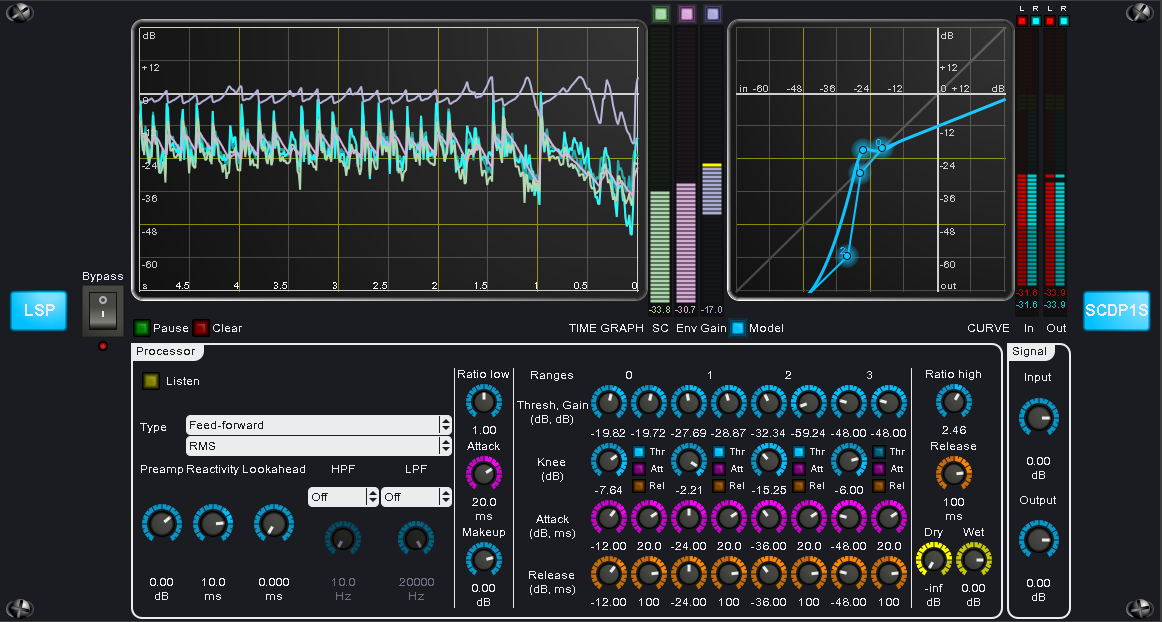 L R L R
dB
+12
0
-12
-24
-36
-48
-60
s 4.5 4 3.5 3 2.5 2 1.5 1 0.5 0
dB
+12
in -60 -48 -36 -24 -12 0 +12 dB
-12
-24
-36
-48
-60
out
0
2
-33.8 -30.7 -17.0
-31.6 -33.9
-31.6 -33.9
Bypass
LSP
SCDP1S
Pause Clear
TIME GRAPH SC Env Gain Model
CURVE In Out
Processor
Signal
Listen
Type
Feed-forward
RMS
Preamp Reactivity Lookahead HPF LPF
Off Off
0.00 10.0 0.000 10.0 20000
dB ms ms Hz Hz
Ratio low
1.00
Attack
20.0
ms
Makeup
0.00
dB
Ranges 0 1 2 3
Thresh, Gain
(dB, dB)
-19.82 -19.72 -27.69 -28.87 -32.34 -59.24 -48.00 -48.00
Knee
(dB)
Thr Thr Thr Thr
Att Att Att Att
Rel Rel Rel Rel
-7.64 -2.21 -15.25 -6.00
Attack
(dB, ms)
-12.00 20.0 -24.00 20.0 -36.00 20.0 -48.00 20.0
Release
(dB, ms)
-12.00 100 -24.00 100 -36.00 100 -48.00 100
Ratio high
2.46
Release
100
ms
Dry Wet
-inf 0.00
dB dB
Input
0.00
dB
Output
0.00
dB